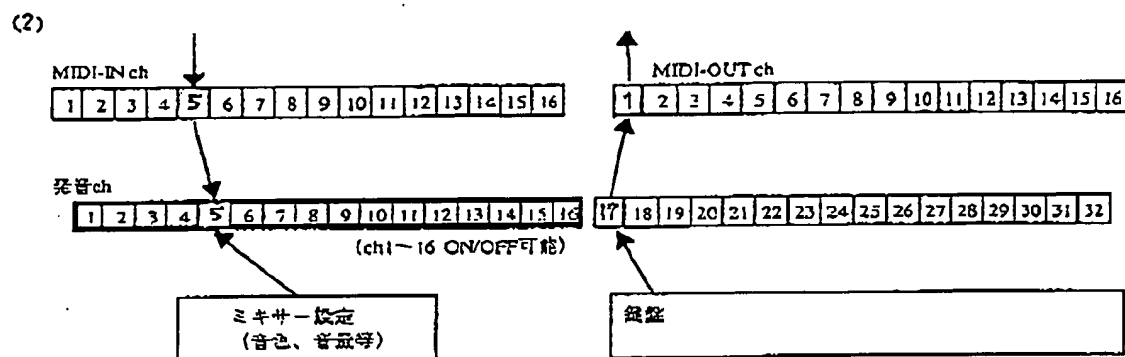 (2)
MIDI-IN ch
MIDI-OUT ch
1 2 3 4 5 6 7 8 9 10 11 12 13 14 15 16
1 2 3 4 5 6 7 8 9 10 11 12 13 14 15 16
発音ch
1 2 3 4 5 6 7 8 9 10 11 12 13 14 15 16
17 18 19 20 21 22 23 24 25 26 27 28 29 30 31 32
(ch1〜16 ON/OFF可能)
ミキサー設定
(音色、音量等)
鍵盤